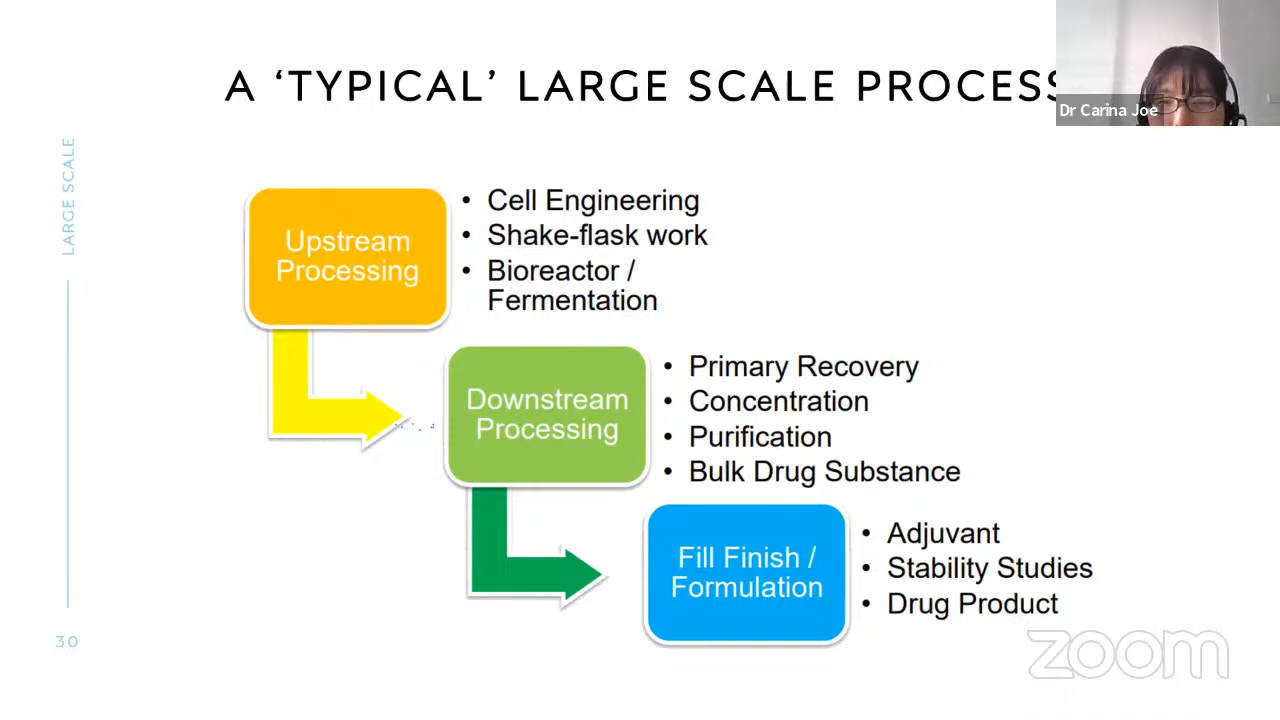 A ‘TYPICAL’ LARGE SCALE PROCESS
Dr Carina Joe
LARGE SCALE
Upstream
Processing
• Cell Engineering
• Shake-flask work
• Bioreactor /
Fermentation
Downstream
Processing
• Primary Recovery
• Concentration
• Purification
• Bulk Drug Substance
Fill Finish /
Formulation
• Adjuvant
• Stability Studies
• Drug Product
30
zoom